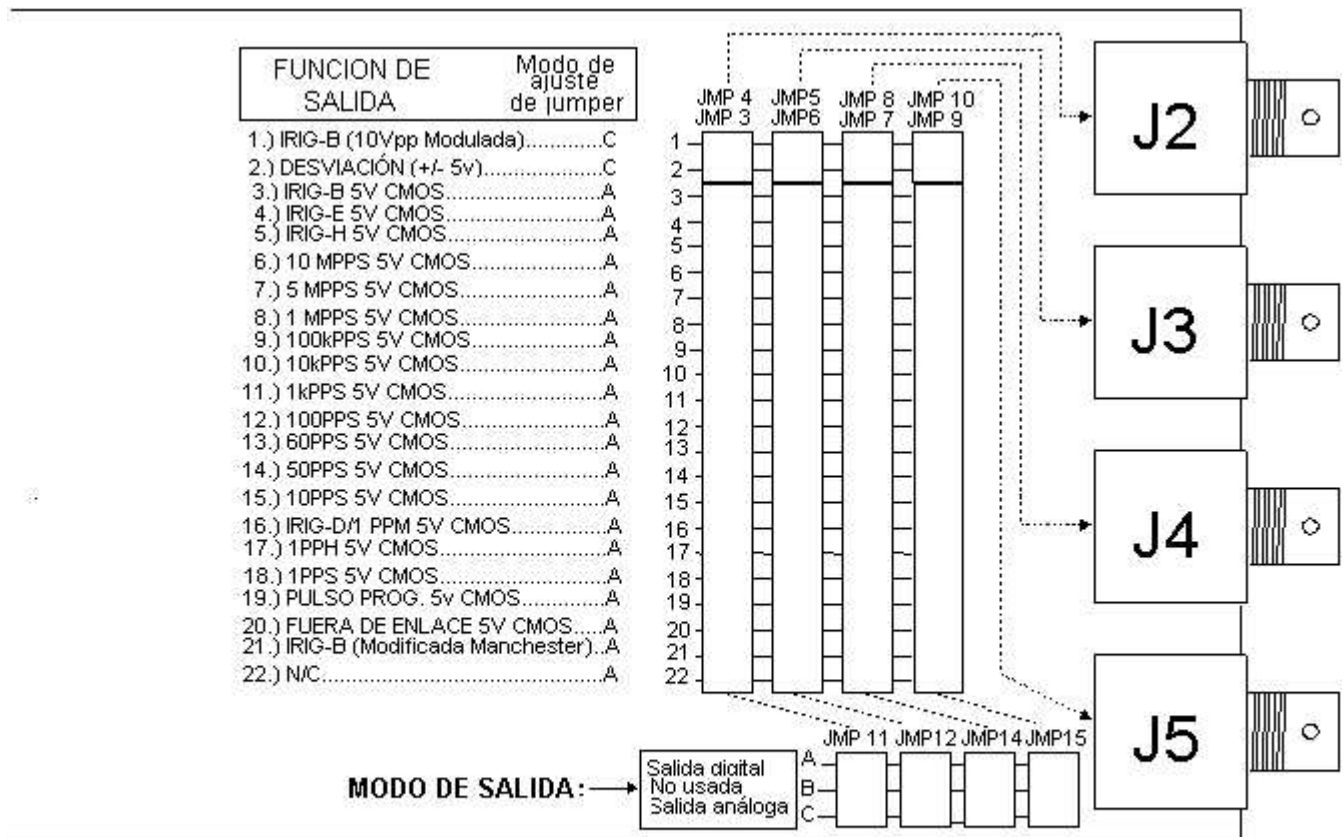 FUNCION DE SALIDA
Modo de ajuste de jumper
1.) IRIG-B (10Vpp Modulada).............C
2.) DESVIACIÓN (+/- 5v)...................C
3.) IRIG-B 5V CMOS.......................A
4.) IRIG-E 5V CMOS.......................A
5.) IRIG-H 5V CMOS.......................A
6.) 10 MPPS 5V CMOS....................A
7.) 5 MPPS 5V CMOS......................A
8.) 1 MPPS 5V CMOS......................A
9.) 100kPPS 5V CMOS....................A
10.) 10kPPS 5V CMOS.....................A
11.) 1kPPS 5V CMOS......................A
12.) 100PPS 5V CMOS.....................A
13.) 60PPS 5V CMOS.......................A
14.) 50PPS 5V CMOS.......................A
15.) 10PPS 5V CMOS.......................A
16.) IRIG-D/1 PPM 5V CMOS..............A
17.) 1PPH 5V CMOS........................A
18.) 1PPS 5V CMOS........................A
19.) PULSO PROG. 5v CMOS.............A
20.) FUERA DE ENLACE 5V CMOS.....A
21.) IRIG-B (Modificada Manchester)..A
22.) N/C........................................A
JMP 4 JMP5 JMP 8 JMP 10
JMP 3 JMP6 JMP 7 JMP 9
1
2
3
4
5
6
7
8
9
10
11
12
13
14
15
16
17
18
19
20
21
22
J2
J3
J4
J5
JMP 11 JMP12 JMP14 JMP15
MODO DE SALIDA:
Salida digital A
No usada B
Salida análoga C